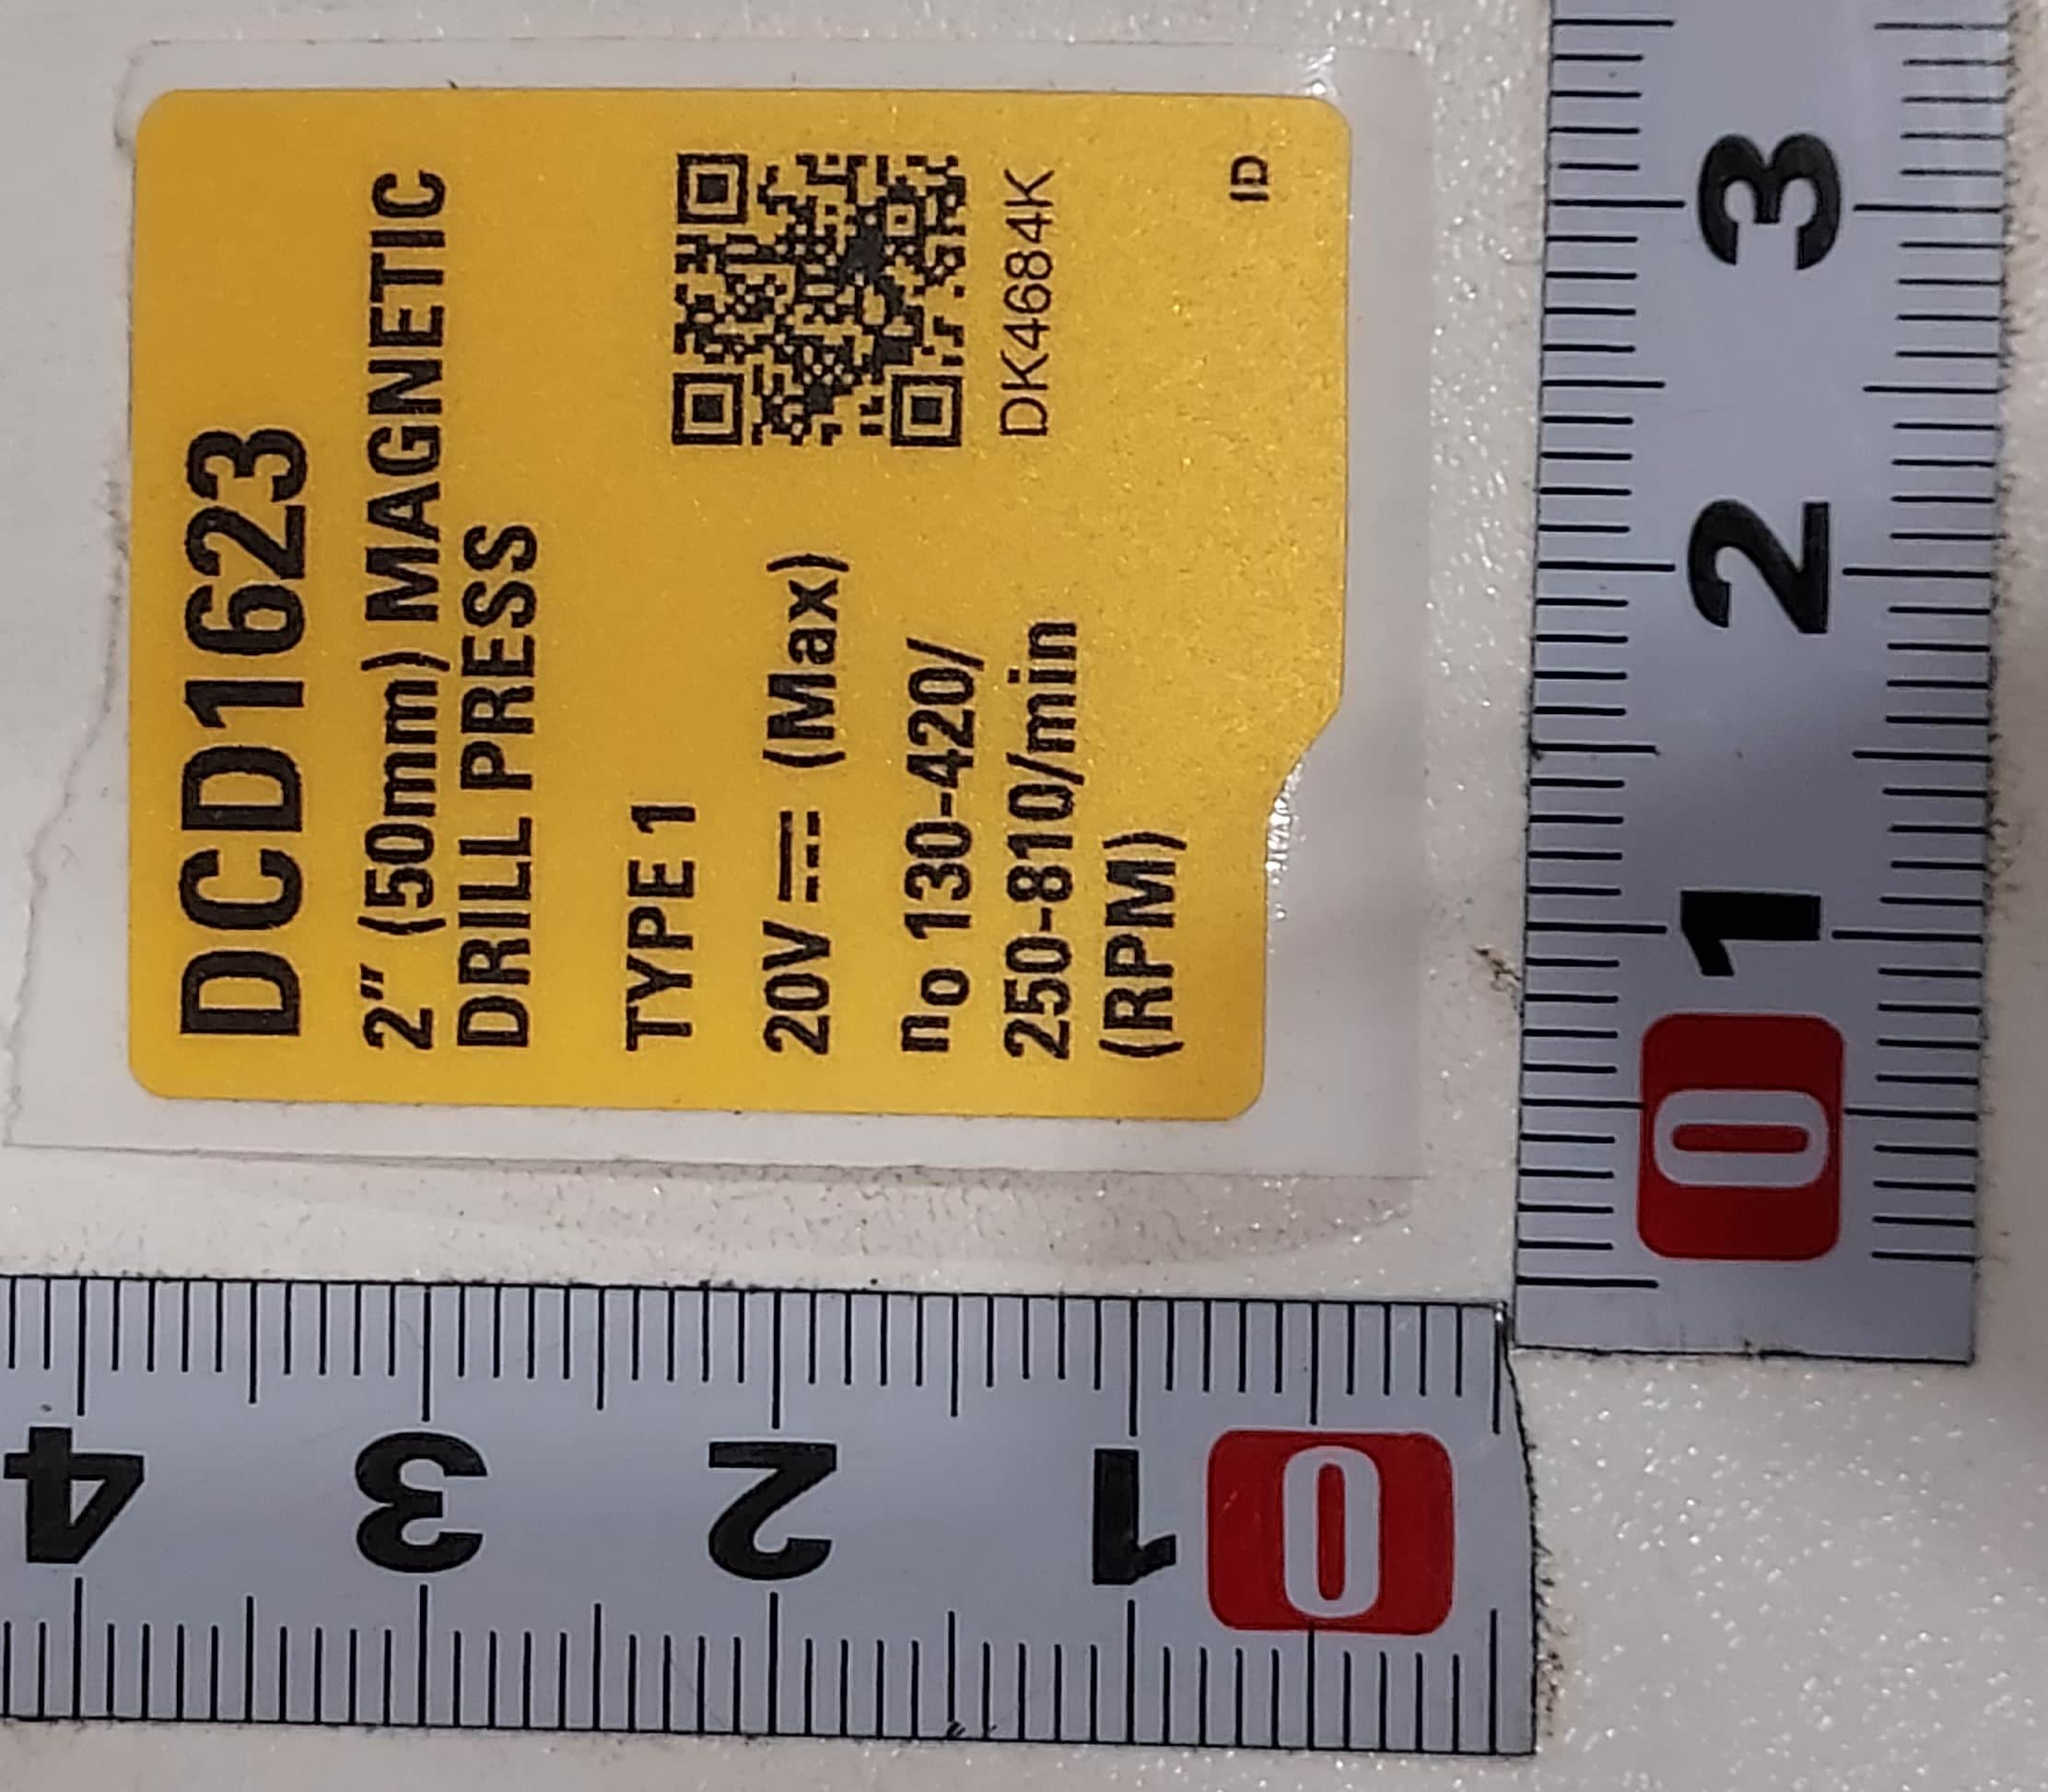 DCD1623
2" (50mm) MAGNETIC
DRILL PRESS
TYPE 1
20V ⎓ (Max)
n₀ 130-420/
250-810/min
(RPM)
DK4684K
ID
0 1 2 3
0 1 2 3 4